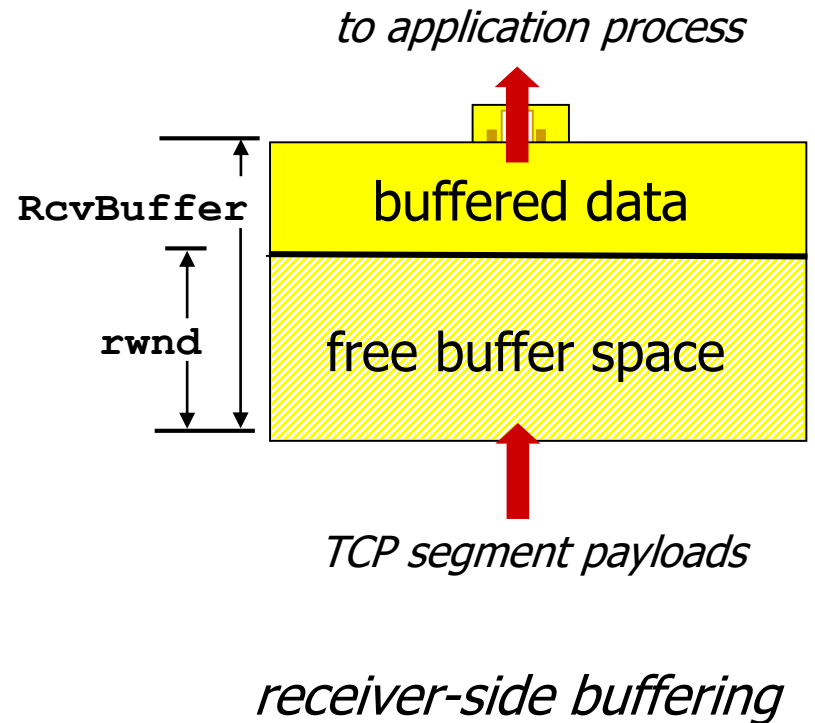 to application process
RcvBuffer
buffered data
rwnd
free buffer space
TCP segment payloads
receiver-side buffering